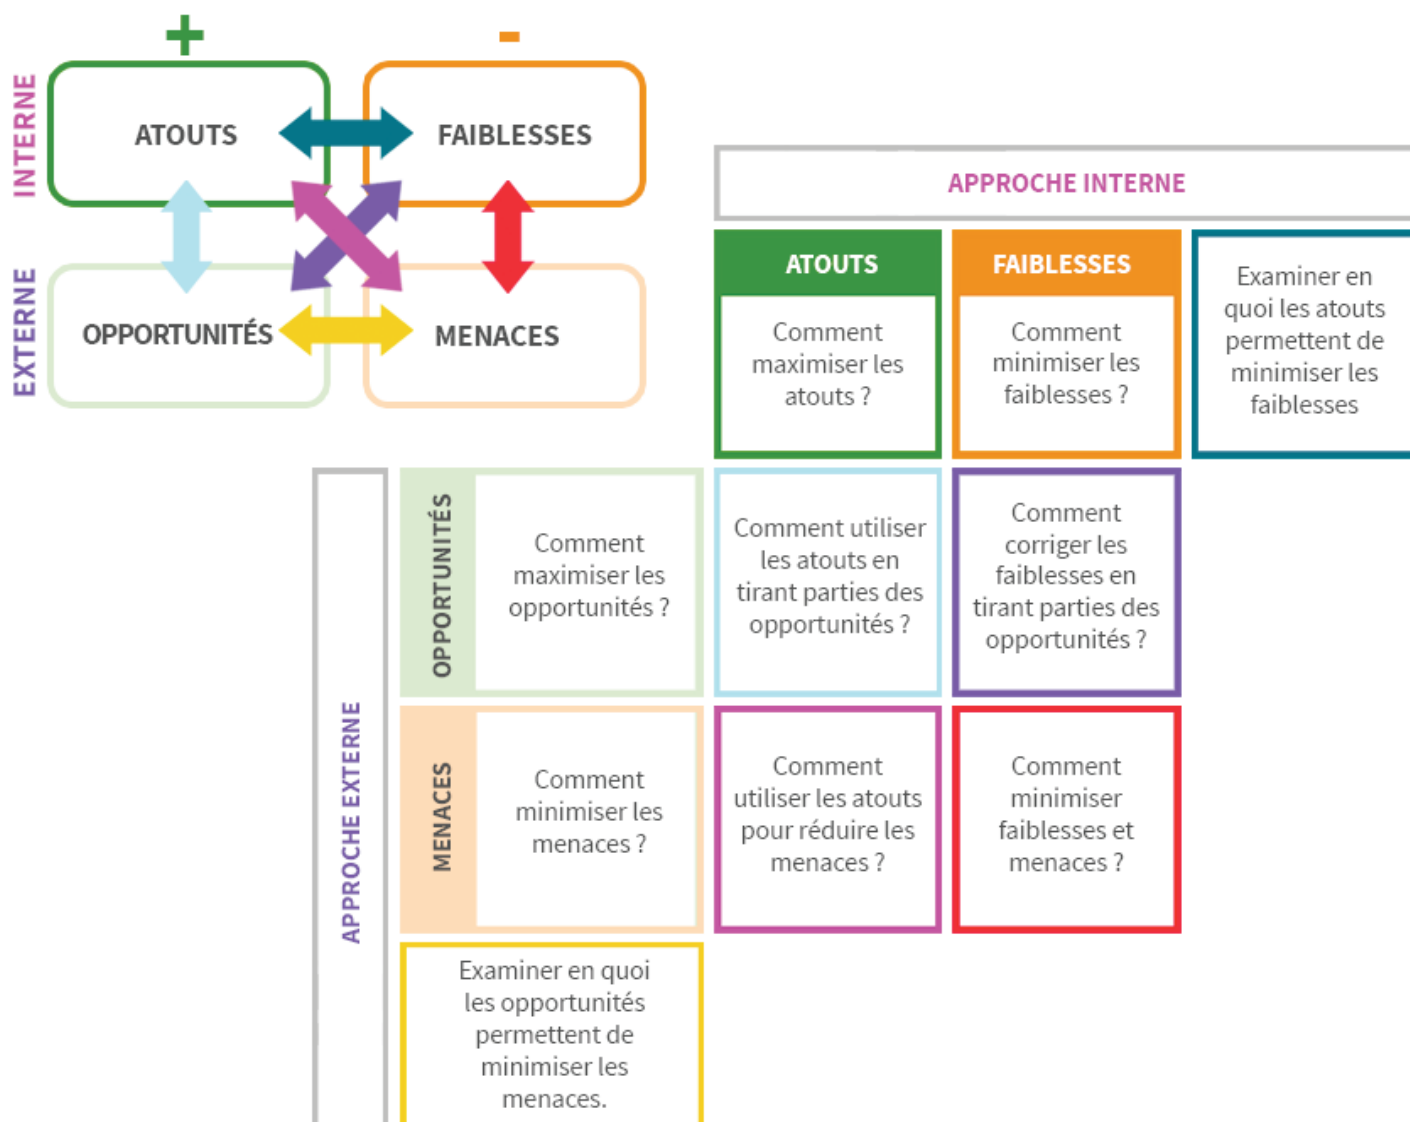 +
-
INTERNE
ATOUTS
FAIBLESSES
EXTERNE
OPPORTUNITÉS
MENACES
APPROCHE INTERNE
ATOUTS
Comment
maximiser les
atouts ?
FAIBLESSES
Comment
minimiser les
faiblesses ?
Examiner en
quoi les atouts
permettent de
minimiser les
faiblesses
APPROCHE EXTERNE
OPPORTUNITÉS
Comment
maximiser les
opportunités ?
Comment utiliser
les atouts en
tirant parties des
opportunités ?
Comment
corriger les
faiblesses en
tirant parties des
opportunités ?
MENACES
Comment
minimiser les
menaces ?
Comment
utiliser les atouts
pour réduire les
menaces ?
Comment
minimiser
faiblesses et
menaces ?
Examiner en quoi
les opportunités
permettent de
minimiser les
menaces.